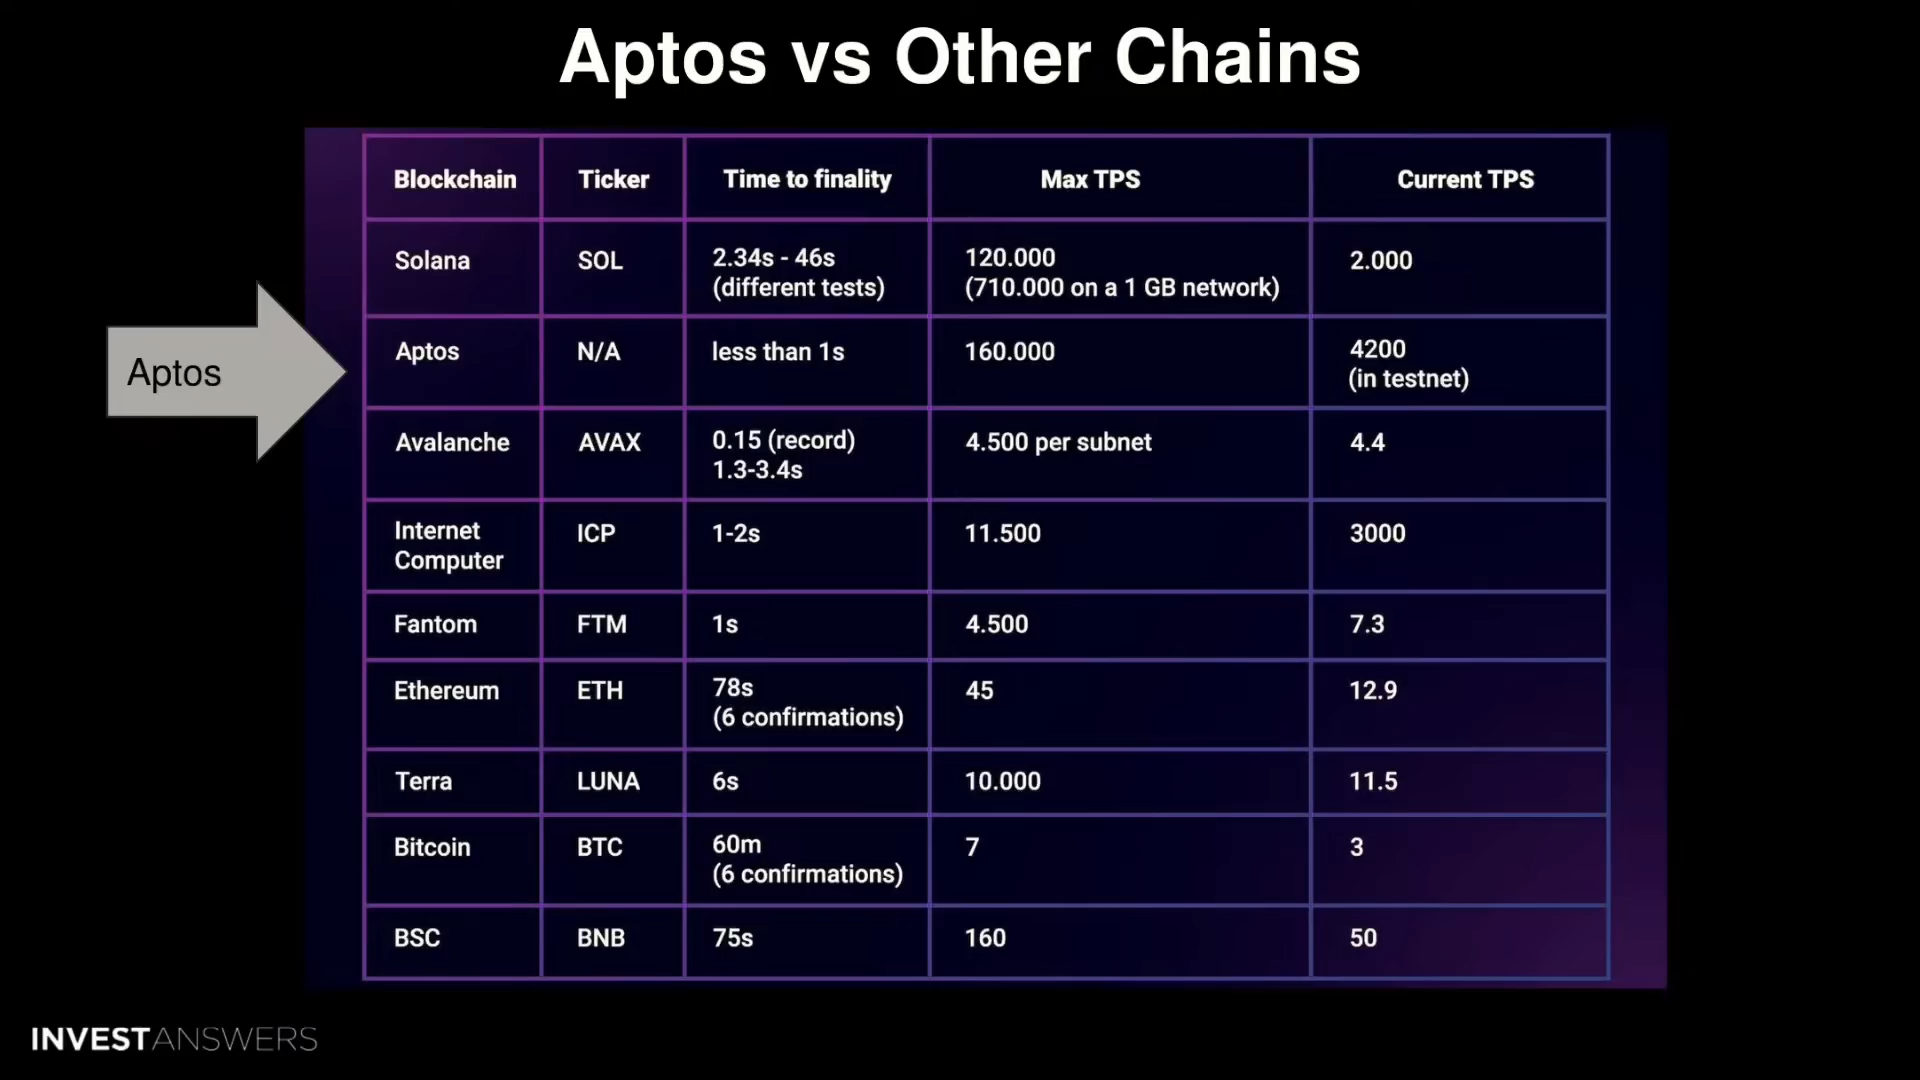 Aptos vs Other Chains
Blockchain Ticker Time to finality Max TPS Current TPS
Solana SOL 2.34s - 46s 120.000 2.000
(different tests) (710.000 on a 1 GB network)
Aptos
Aptos N/A less than 1s 160.000 4200
(in testnet)
Avalanche AVAX 0.15 (record) 4.500 per subnet 4.4
1.3-3.4s
Internet ICP 1-2s 11.500 3000
Computer
Fantom FTM 1s 4.500 7.3
Ethereum ETH 78s 45 12.9
(6 confirmations)
Terra LUNA 6s 10.000 11.5
Bitcoin BTC 60m 7 3
(6 confirmations)
BSC BNB 75s 160 50
INVESTANSWERS